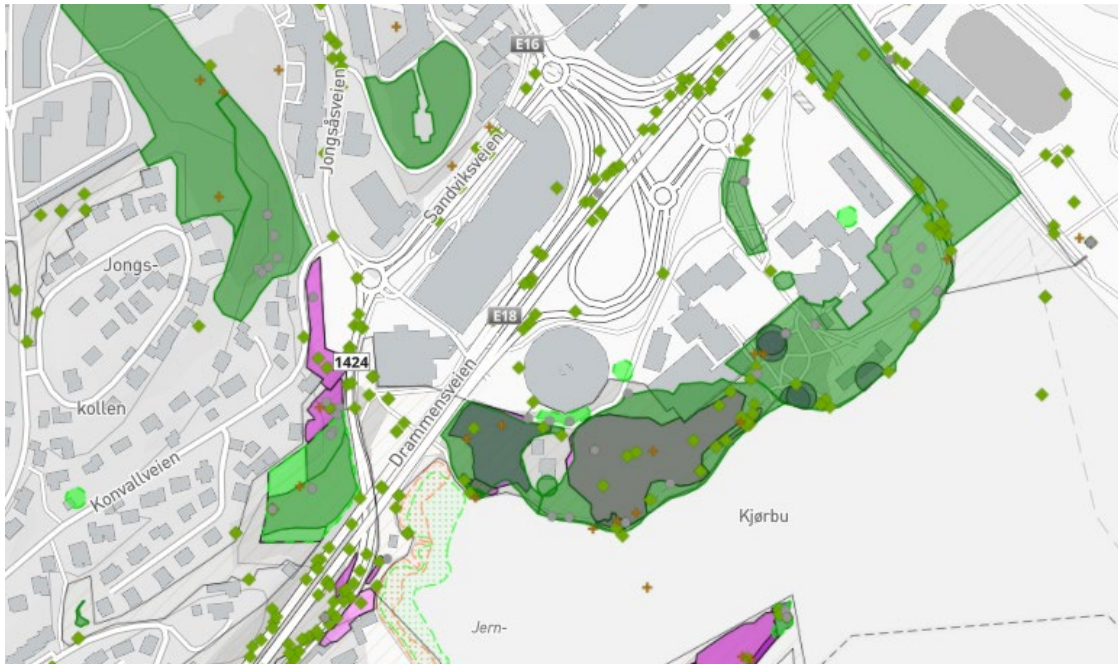 E16
Jongsåsveien
Sandviksveien
Jongs-
kollen
E18
1424
Drammensveien
Konvallveien
Kjørbu
Jern-